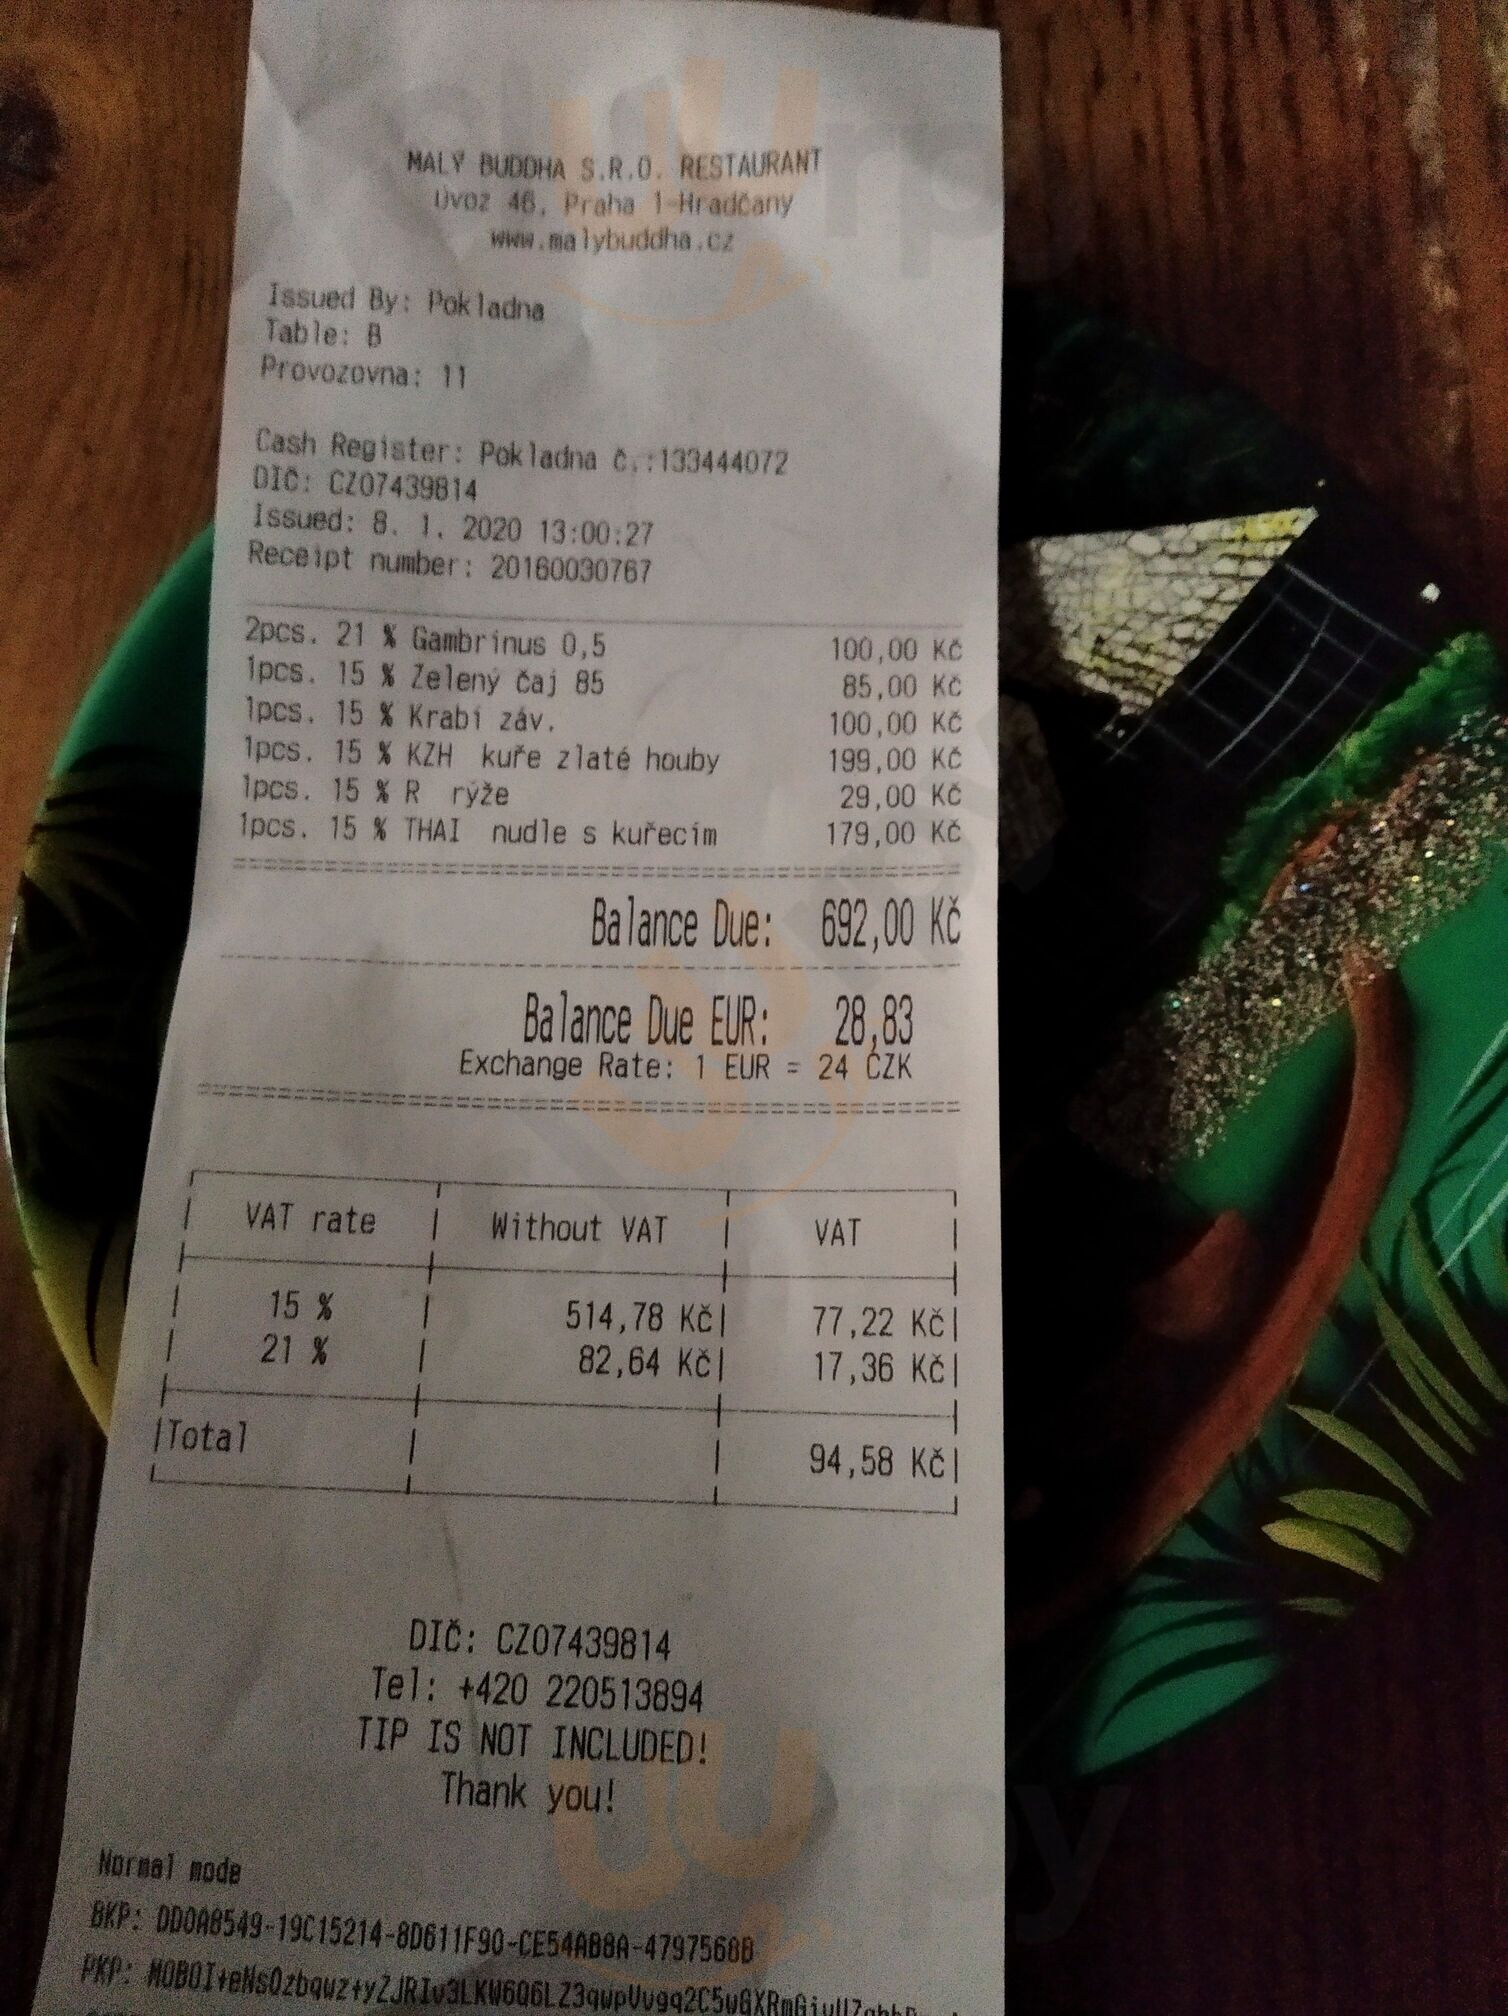 MALÝ BUDDHA S.R.O. RESTAURANT
Úvoz 46, Praha 1-Hradčany
www.malybuddha.cz
Issued By: Pokladna
Table: B
Provozovna: 11
Cash Register: Pokladna č.:133444072
DIČ: CZ07439814
Issued: 8. 1. 2020 13:00:27
Receipt number: 20160030767
2pcs. 21 % Gambrinus 0,5 100,00 Kč
1pcs. 15 % Zelený čaj 85 85,00 Kč
1pcs. 15 % Krabí záv. 100,00 Kč
1pcs. 15 % KZH kuře zlaté houby 199,00 Kč
1pcs. 15 % R rýže 29,00 Kč
1pcs. 15 % THAI nudle s kuřecím 179,00 Kč
Balance Due: 692,00 Kč
Balance Due EUR: 28,83
Exchange Rate: 1 EUR = 24 CZK
VAT rate | Without VAT | VAT
15 % | 514,78 Kč | 77,22 Kč
21 % | 82,64 Kč | 17,36 Kč
Total | | 94,58 Kč
DIČ: CZ07439814
Tel: +420 220513894
TIP IS NOT INCLUDED!
Thank you!
Normal mode
BKP: DD0A8549-19C15214-8D611F90-CE54AB8A-4797568B
PKP: